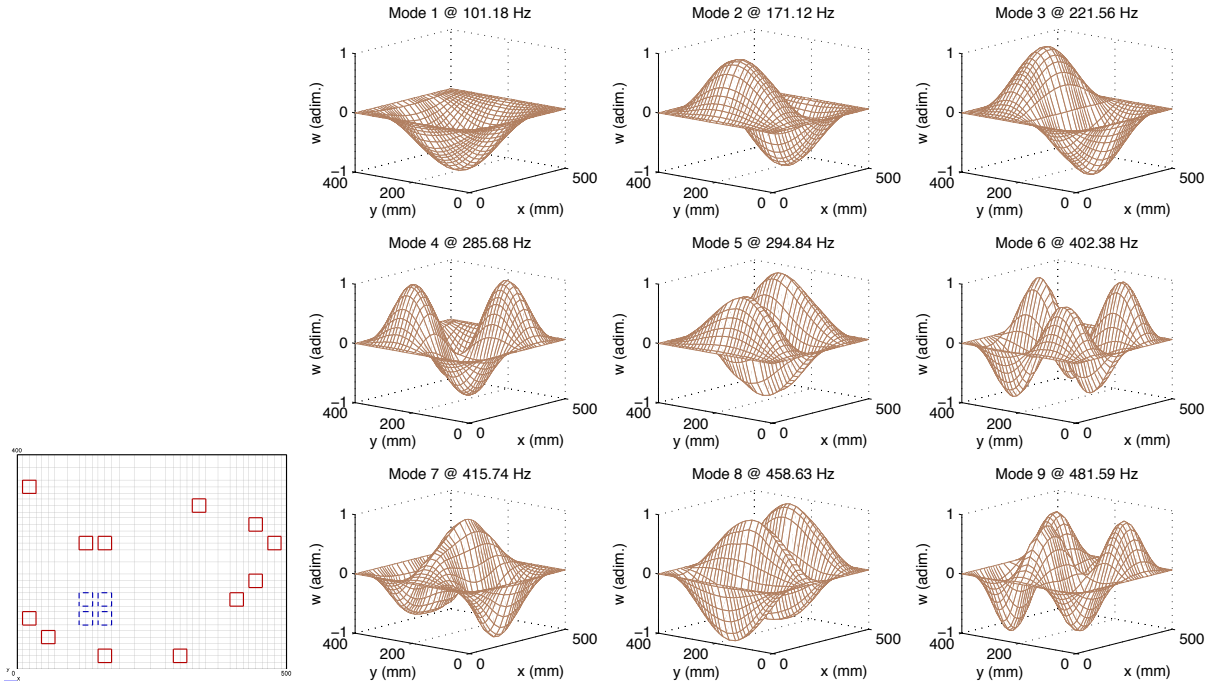 Mode 1 @ 101.18 Hz
1
0
−1
w (adim.)
400
200
0
y (mm)
0
500
x (mm)
Mode 2 @ 171.12 Hz
1
0
−1
w (adim.)
400
200
0
y (mm)
0
500
x (mm)
Mode 3 @ 221.56 Hz
1
0
−1
w (adim.)
400
200
0
y (mm)
0
500
x (mm)
Mode 4 @ 285.68 Hz
1
0
−1
w (adim.)
400
200
0
y (mm)
0
500
x (mm)
Mode 5 @ 294.84 Hz
1
0
−1
w (adim.)
400
200
0
y (mm)
0
500
x (mm)
Mode 6 @ 402.38 Hz
1
0
−1
w (adim.)
400
200
0
y (mm)
0
500
x (mm)
400
y
0
x
500
Mode 7 @ 415.74 Hz
1
0
−1
w (adim.)
400
200
0
y (mm)
0
500
x (mm)
Mode 8 @ 458.63 Hz
1
0
−1
w (adim.)
400
200
0
y (mm)
0
500
x (mm)
Mode 9 @ 481.59 Hz
1
0
−1
w (adim.)
400
200
0
y (mm)
0
500
x (mm)